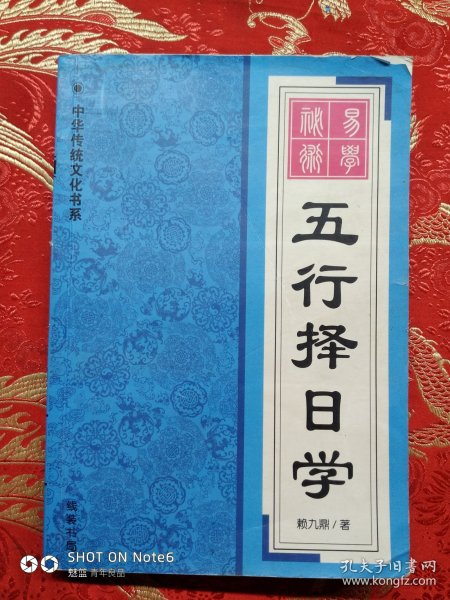 中华传统文化书系
易學
祕術
五行择日学
赖九鼎/著
线装书局
SHOT ON Note6
魅蓝 青年良品
孔夫子旧书网
www.kongfz.com